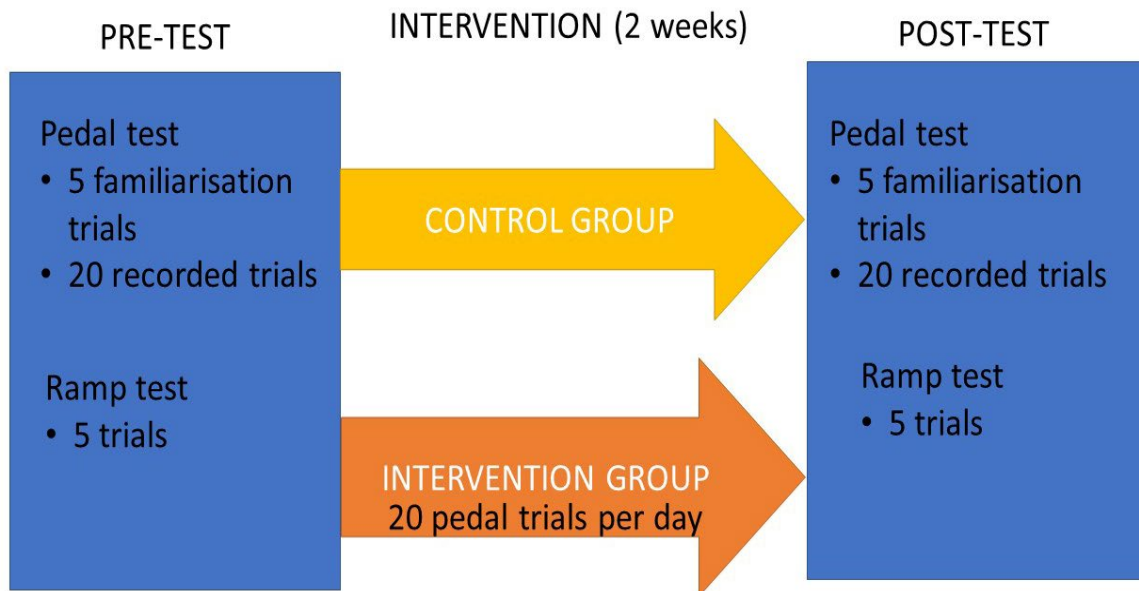 PRE-TEST
Pedal test
• 5 familiarisation
trials
• 20 recorded trials
Ramp test
• 5 trials
INTERVENTION (2 weeks)
CONTROL GROUP
INTERVENTION GROUP
20 pedal trials per day
POST-TEST
Pedal test
• 5 familiarisation
trials
• 20 recorded trials
Ramp test
• 5 trials